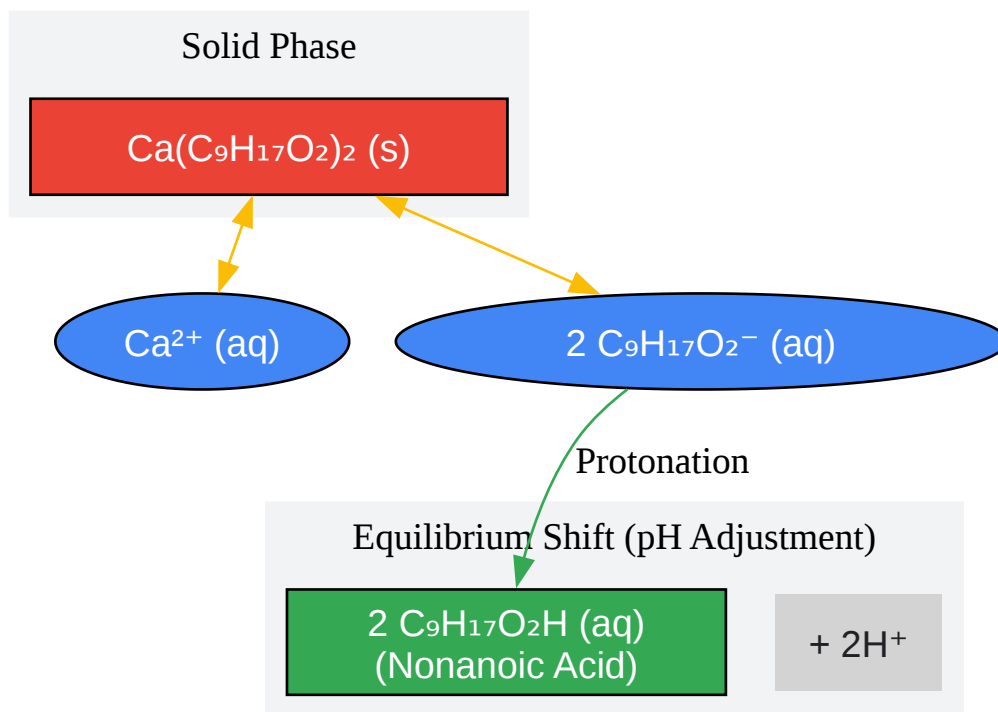 Solid Phase
Ca(C₉H₁₇O₂)₂ (s)
Ca²⁺ (aq)
2 C₉H₁₇O₂⁻ (aq)
Protonation
Equilibrium Shift (pH Adjustment)
2 C₉H₁₇O₂H (aq)
(Nonanoic Acid)
+ 2H⁺